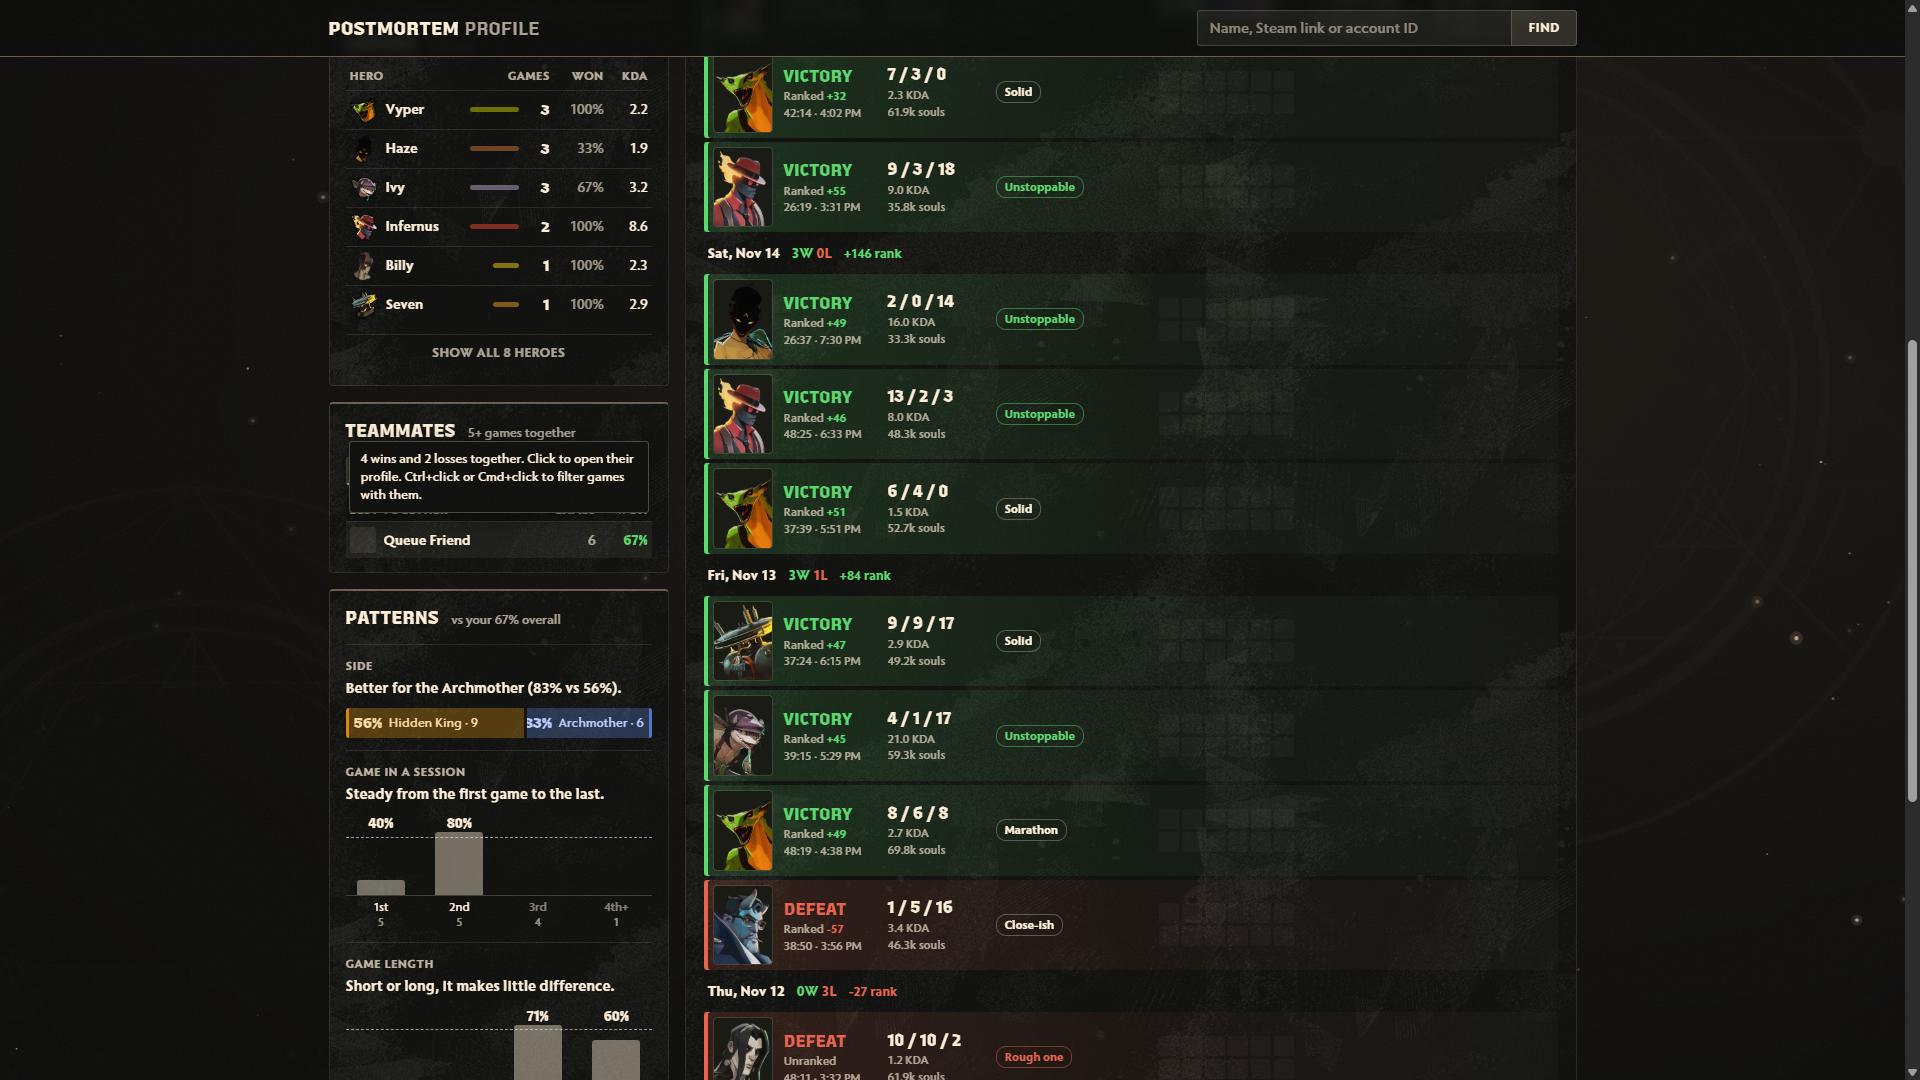 POSTMORTEM PROFILE
Name, Steam link or account ID
FIND
HERO GAMES WON KDA
Vyper 3 100% 2.2
Haze 3 33% 1.9
Ivy 3 67% 3.2
Infernus 2 100% 8.6
Billy 1 100% 2.3
Seven 1 100% 2.9
SHOW ALL 8 HEROES
TEAMMATES 5+ games together
4 wins and 2 losses together. Click to open their
profile. Ctrl+click or Cmd+click to filter games
with them.
Queue Friend 6 67%
PATTERNS vs your 67% overall
SIDE
Better for the Archmother (83% vs 56%).
56% Hidden King · 9
83% Archmother · 6
GAME IN A SESSION
Steady from the first game to the last.
40% 80%
1st 2nd 3rd 4th+
5 5 4 1
GAME LENGTH
Short or long, it makes little difference.
71% 60%
VICTORY 7 / 3 / 0
Ranked +32 2.3 KDA Solid
42:14 · 4:02 PM 61.9k souls
VICTORY 9 / 3 / 18
Ranked +55 9.0 KDA Unstoppable
26:19 · 3:31 PM 35.8k souls
Sat, Nov 14 3W 0L +146 rank
VICTORY 2 / 0 / 14
Ranked +49 16.0 KDA Unstoppable
26:37 · 7:30 PM 33.3k souls
VICTORY 13 / 2 / 3
Ranked +46 8.0 KDA Unstoppable
48:25 · 6:33 PM 48.3k souls
VICTORY 6 / 4 / 0
Ranked +51 1.5 KDA Solid
37:39 · 5:51 PM 52.7k souls
Fri, Nov 13 3W 1L +84 rank
VICTORY 9 / 9 / 17
Ranked +47 2.9 KDA Solid
37:24 · 6:15 PM 49.2k souls
VICTORY 4 / 1 / 17
Ranked +45 21.0 KDA Unstoppable
39:15 · 5:29 PM 59.3k souls
VICTORY 8 / 6 / 8
Ranked +49 2.7 KDA Marathon
48:19 · 4:38 PM 69.8k souls
DEFEAT 1 / 5 / 16
Ranked -57 3.4 KDA Close-ish
38:50 · 3:56 PM 46.3k souls
Thu, Nov 12 0W 3L -27 rank
DEFEAT 10 / 10 / 2
Unranked 1.2 KDA Rough one
48:11 · 3:32 PM 61.9k souls